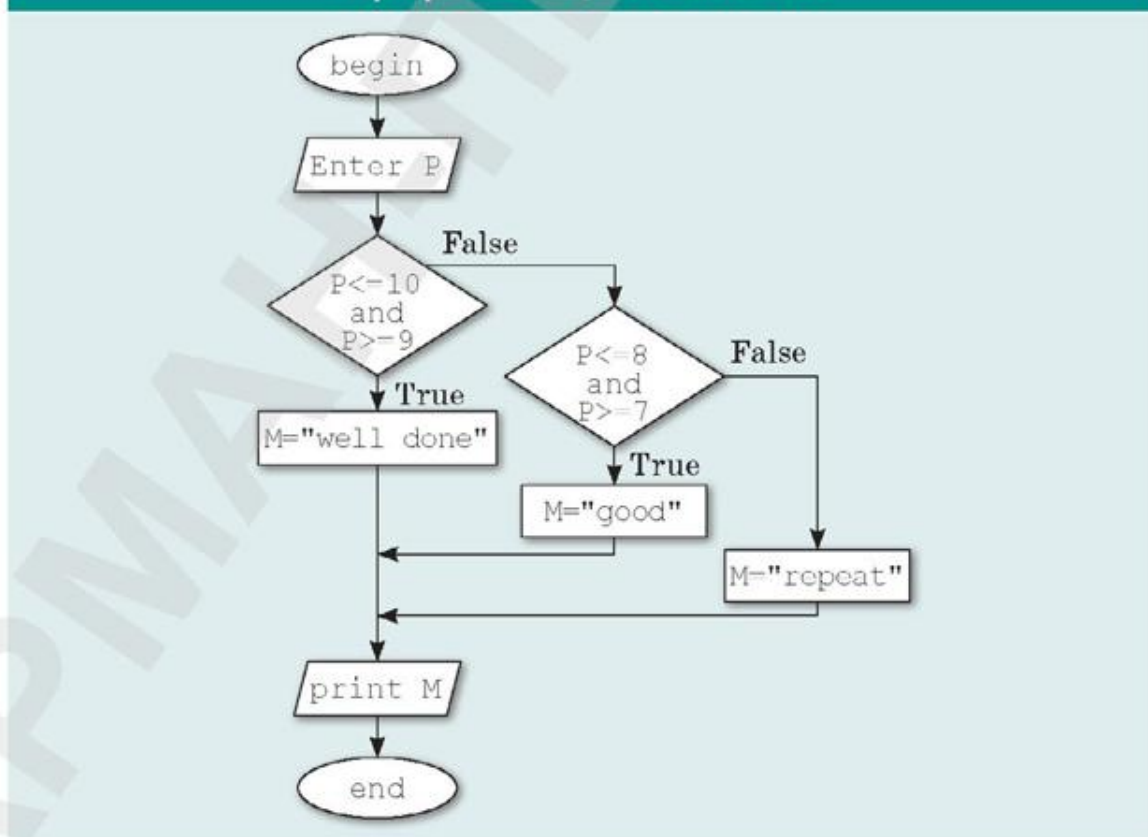 begin
Enter P
False
P<=10
and
P>=9
False
P<=8
and
P>=7
True
M="well done"
True
M="good"
M="repeat"
print M
end